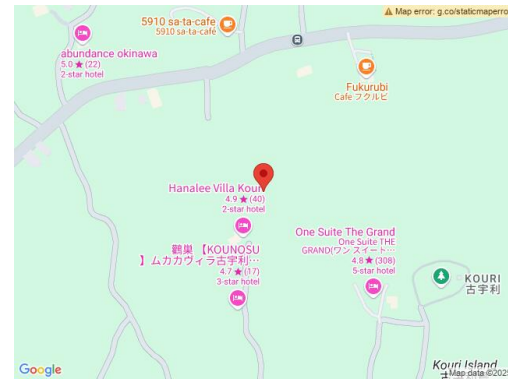 Map error: g.co/staticmaperro
5910 sa-ta-cafe
5910 sa-ta-café
abundance okinawa
5.0 ★ (22)
2-star hotel
Fukurubi
Cafe フクルビ
Hanalee Villa Kouri
4.9 ★ (40)
2-star hotel
One Suite The Grand
One Suite THE
GRAND(ワンスイート…
4.8 ★ (308)
5-star hotel
鸛巣 【KOUNOSU
】ムカカヴィラ古宇利…
4.7 ★ (17)
3-star hotel
KOURI
古宇利
Kouri Island
Google
Map data ©2025